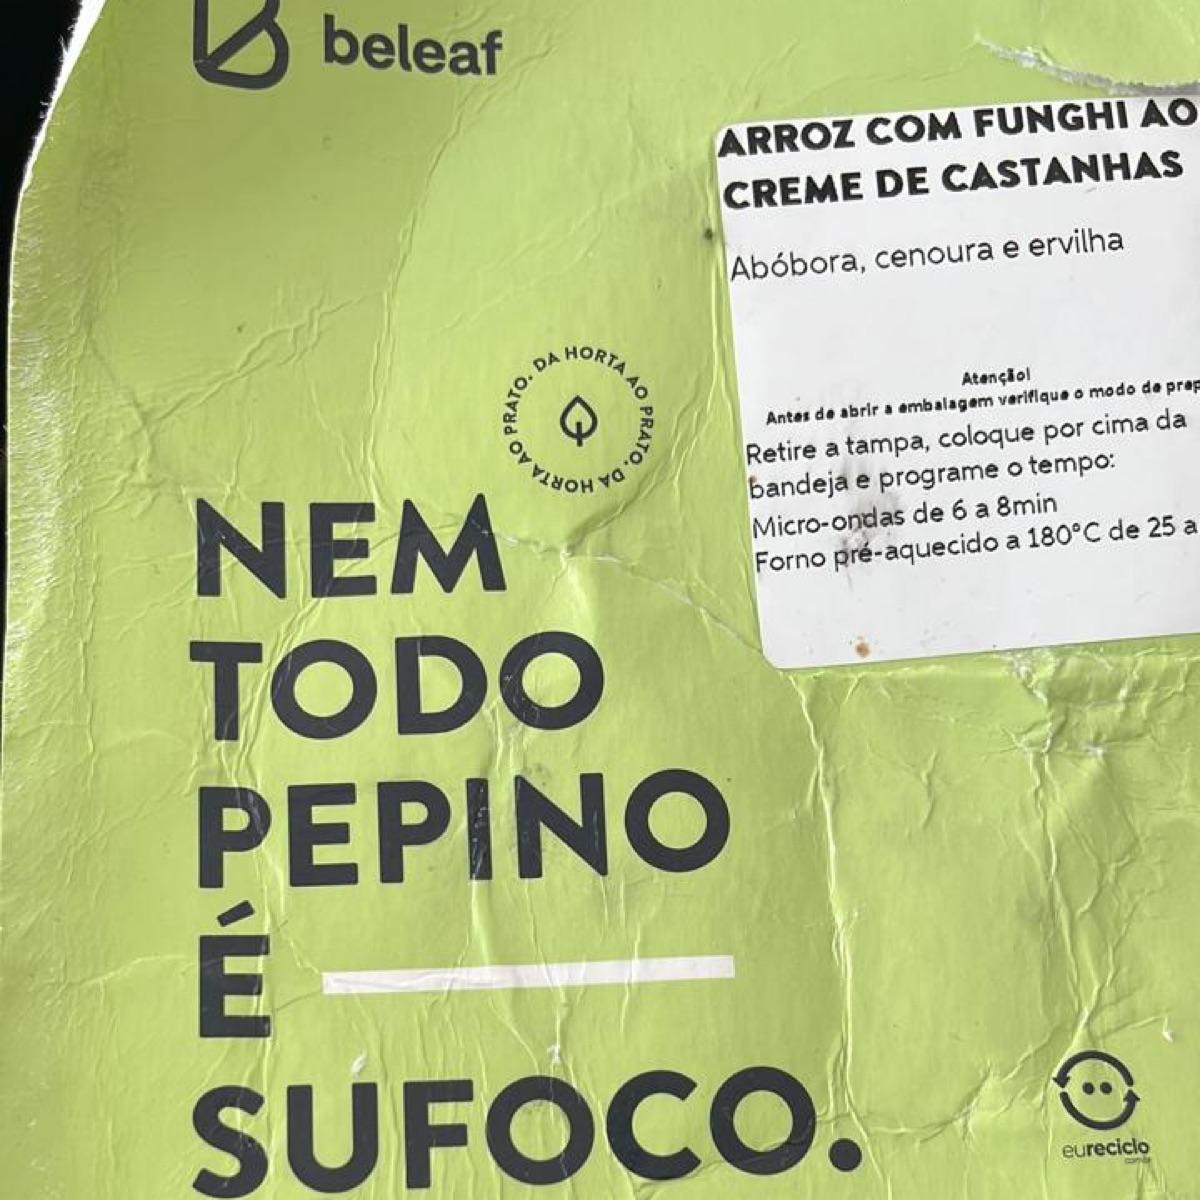 beleaf
ARROZ COM FUNGHI AO
CREME DE CASTANHAS
Abóbora, cenoura e ervilha
Atenção!
Antes de abrir a embalagem verifique o modo de prep
Retire a tampa, coloque por cima da
bandeja e programe o tempo:
Micro-ondas de 6 a 8min
Forno pré-aquecido a 180°C de 25 a
DA HORTA AO PRATO. DA HORTA AO PRATO.
NEM
TODO
PEPINO
É
SUFOCO.
eureciclo